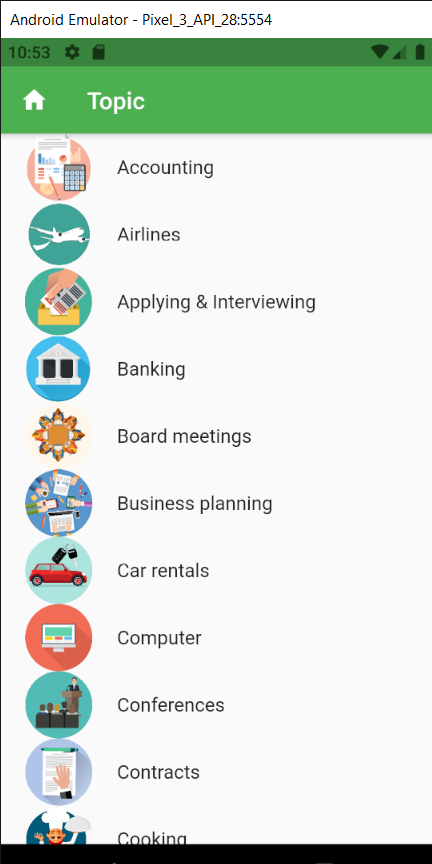 Android Emulator - Pixel_3_API_28:5554
10:53
Topic
Accounting
Airlines
Applying & Interviewing
Banking
Board meetings
Business planning
Car rentals
Computer
Conferences
Contracts
Cooking